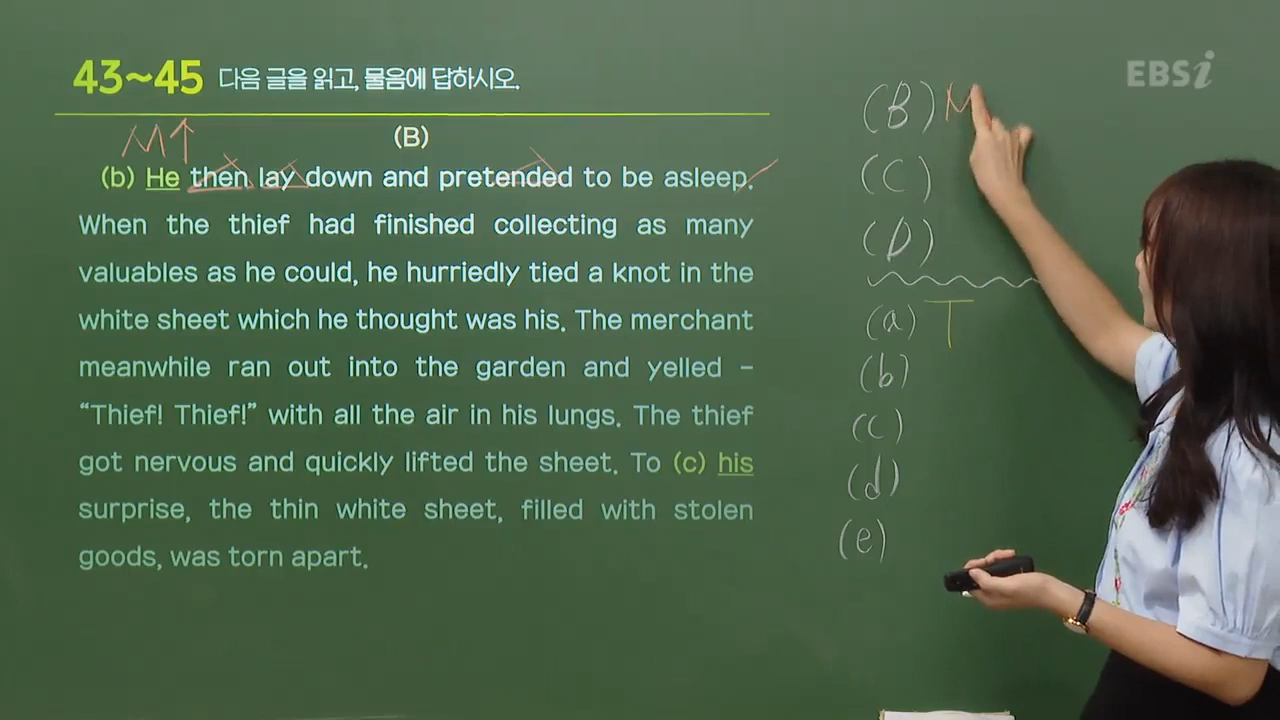 43~45 다음 글을 읽고, 물음에 답하시오.
EBSi
M↑
(B)
(b) He then lay down and pretended to be asleep.
When the thief had finished collecting as many
valuables as he could, he hurriedly tied a knot in the
white sheet which he thought was his. The merchant
meanwhile ran out into the garden and yelled –
“Thief! Thief!” with all the air in his lungs. The thief
got nervous and quickly lifted the sheet. To (c) his
surprise, the thin white sheet, filled with stolen
goods, was torn apart.
(B) M
(C)
(D)
(a) T
(b)
(c)
(d)
(e)